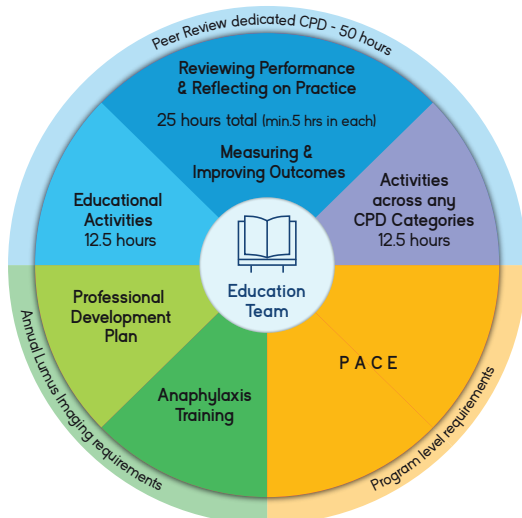 Peer Review dedicated CPD - 50 hours
Reviewing Performance
& Reflecting on Practice
25 hours total (min.5 hrs in each)
Measuring &
Improving Outcomes
Educational
Activities
12.5 hours
Activities
across any
CPD Categories
12.5 hours
Education
Team
Professional
Development
Plan
Anaphylaxis
Training
P A C E
Annual Lumus Imaging requirements
Program level requirements